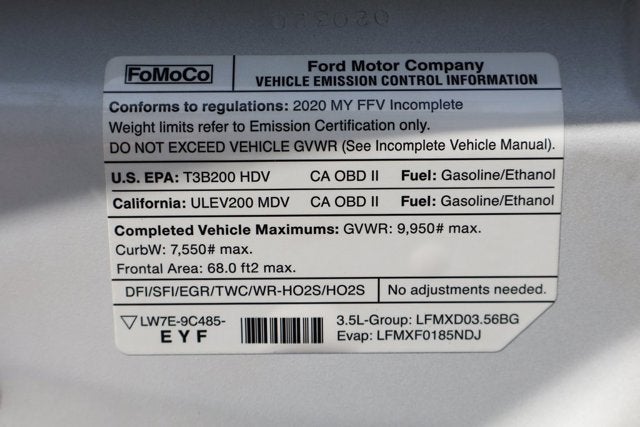 FoMoCo
Ford Motor Company
VEHICLE EMISSION CONTROL INFORMATION
Conforms to regulations: 2020 MY FFV Incomplete
Weight limits refer to Emission Certification only.
DO NOT EXCEED VEHICLE GVWR (See Incomplete Vehicle Manual).
U.S. EPA: T3B200 HDV CA OBD II Fuel: Gasoline/Ethanol
California: ULEV200 MDV CA OBD II Fuel: Gasoline/Ethanol
Completed Vehicle Maximums: GVWR: 9,950# max.
CurbW: 7,550# max.
Frontal Area: 68.0 ft2 max.
DFI/SFI/EGR/TWC/WR-HO2S/HO2S No adjustments needed.
LW7E-9C485-
EYF
3.5L-Group: LFMXD03.56BG
Evap: LFMXF0185NDJ